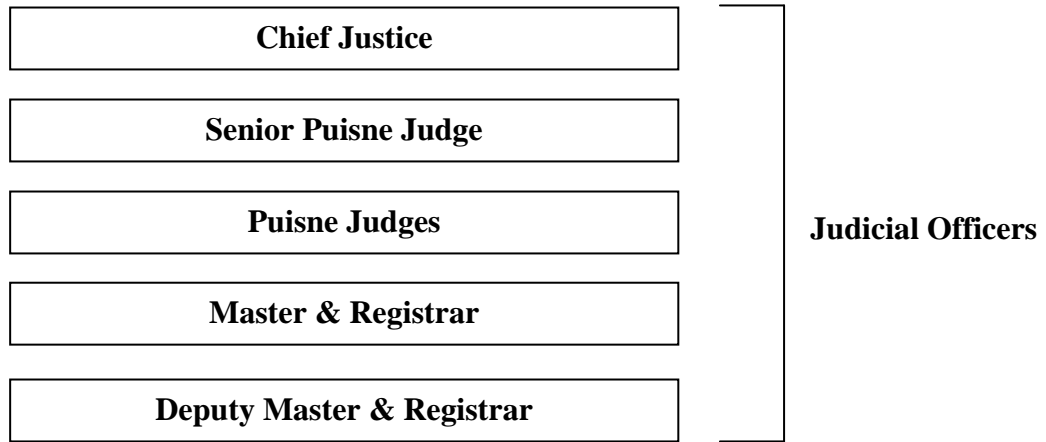 Chief Justice
Senior Puisne Judge
Puisne Judges
Judicial Officers
Master & Registrar
Deputy Master & Registrar